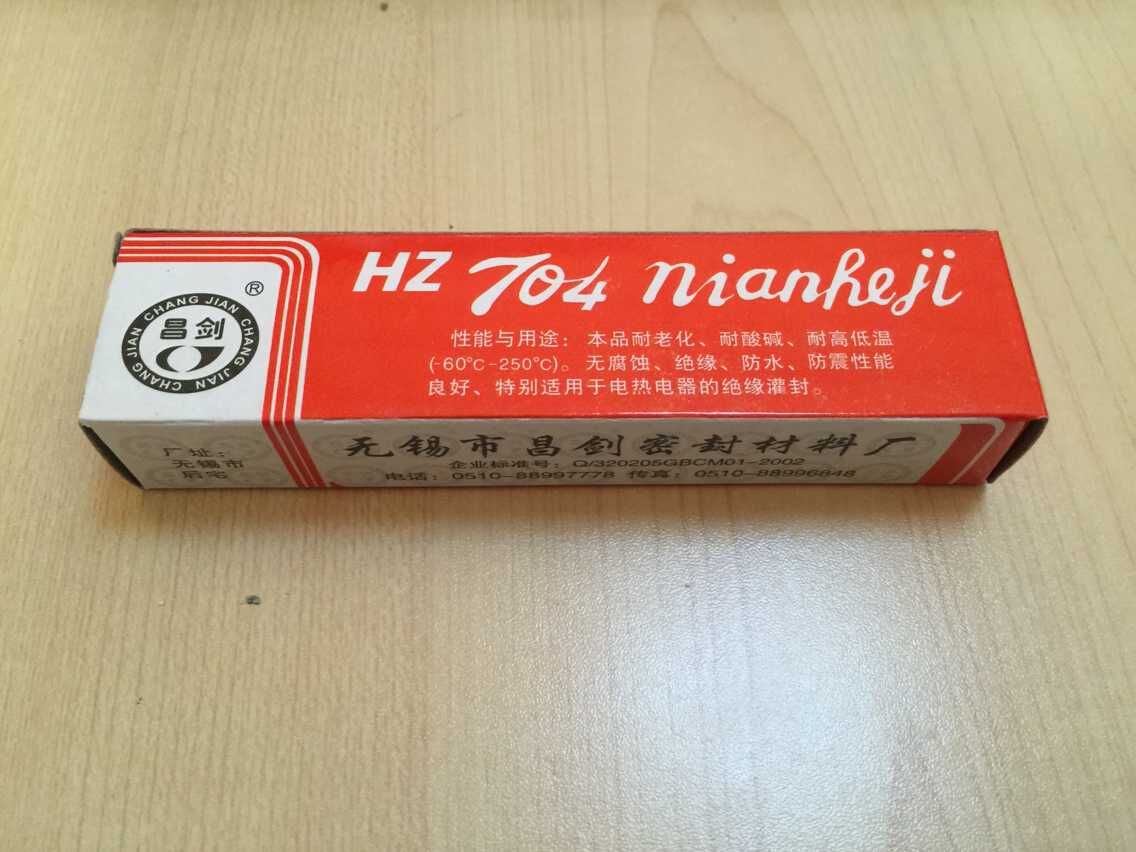 HZ 704 nianheji
性能与用途：本品耐老化、耐酸碱、耐高低温
(-60℃-250℃)。无腐蚀、绝缘、防水、防震性能
良好、特别适用于电热电器的绝缘灌封。
CHANG JIAN CHANG JIAN CHANG JIAN
昌剑
®
厂址：
无锡市
后宅
无锡市昌剑密封材料厂
企业标准号：Q/320205GBCM01-2002
电话：0510-88997778 传真：0510-88996848